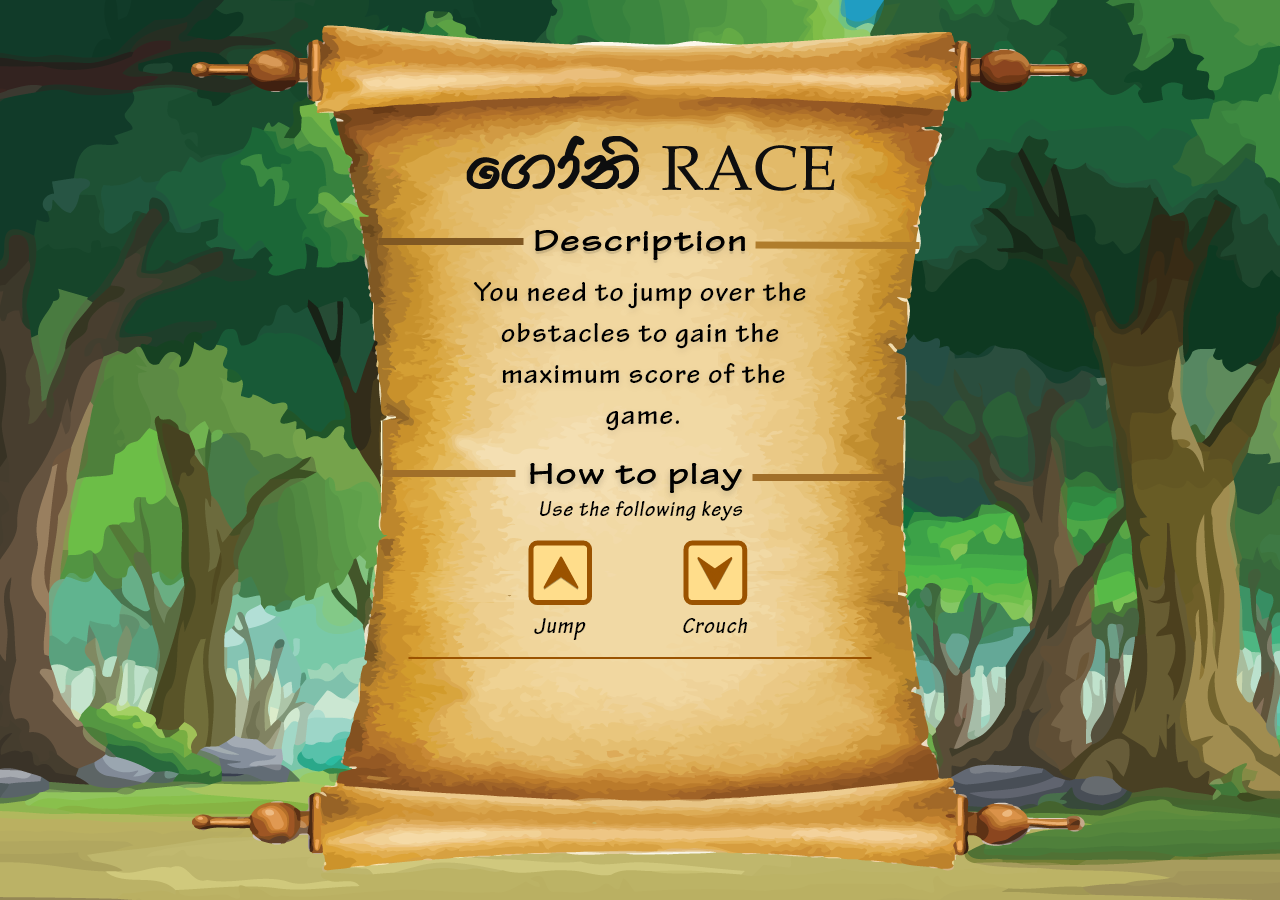 ගෝනි RACE
Description
You need to jump over the
obstacles to gain the
maximum score of the
game.
How to play
Use the following keys
Jump Crouch